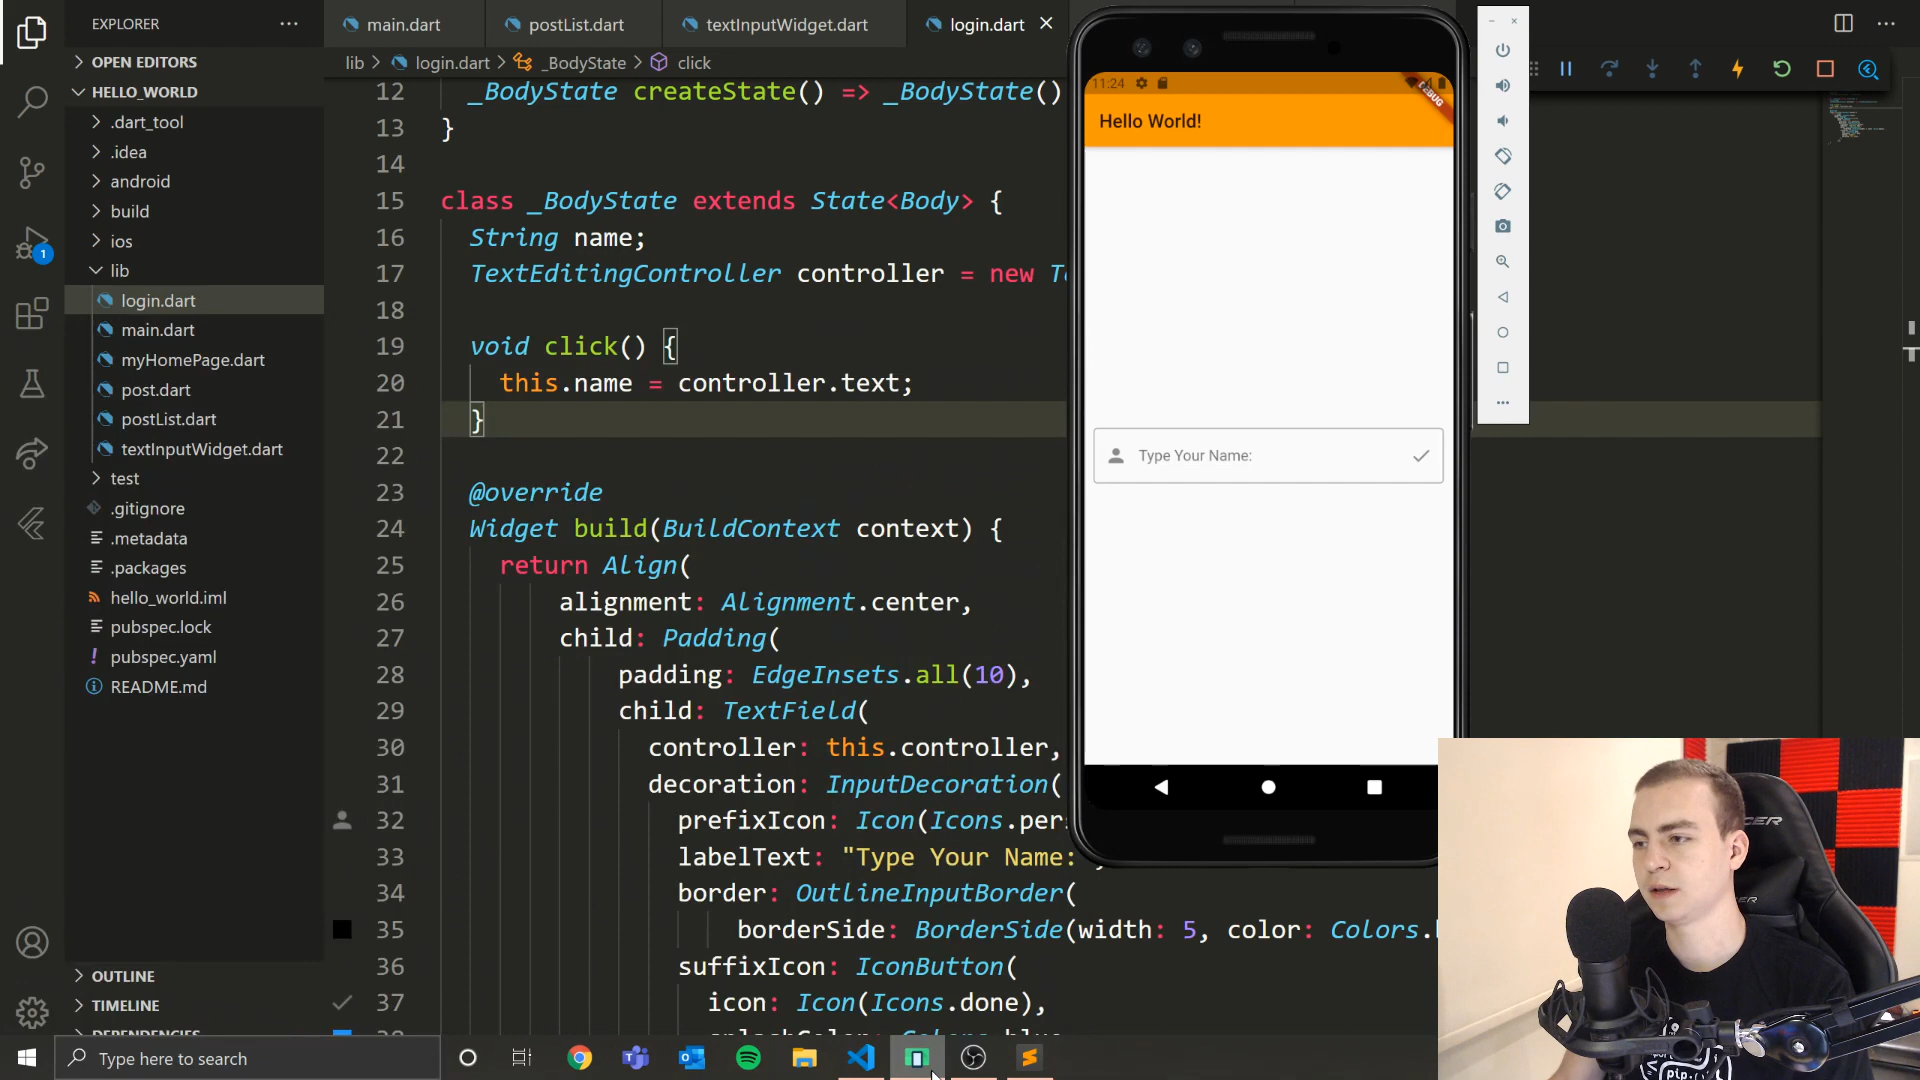 EXPLORER
main.dart
postList.dart
textInputWidget.dart
login.dart
OPEN EDITORS
HELLO_WORLD
.dart_tool
.idea
android
build
ios
lib
login.dart
main.dart
myHomePage.dart
post.dart
postList.dart
textInputWidget.dart
test
.gitignore
.metadata
.packages
hello_world.iml
pubspec.lock
pubspec.yaml
README.md
OUTLINE
TIMELINE
DEPENDENCIES
1
lib > login.dart > _BodyState > click
12 _BodyState createState() => _BodyState()
13 }
14
15 class _BodyState extends State<Body> {
16 String name;
17 TextEditingController controller = new
18
19 void click() {
20 this.name = controller.text;
21 }
22
23 @override
24 Widget build(BuildContext context) {
25 return Align(
26 alignment: Alignment.center,
27 child: Padding(
28 padding: EdgeInsets.all(10),
29 child: TextField(
30 controller: this.controller,
31 decoration: InputDecoration(
32 prefixIcon: Icon(Icons.per
33 labelText: "Type Your Name:
34 border: OutlineInputBorder(
35 borderSide: BorderSide(width: 5, color: Colors.
36 suffixIcon: IconButton(
37 icon: Icon(Icons.done),
11:24
DEBUG
Hello World!
Type Your Name:
Type here to search